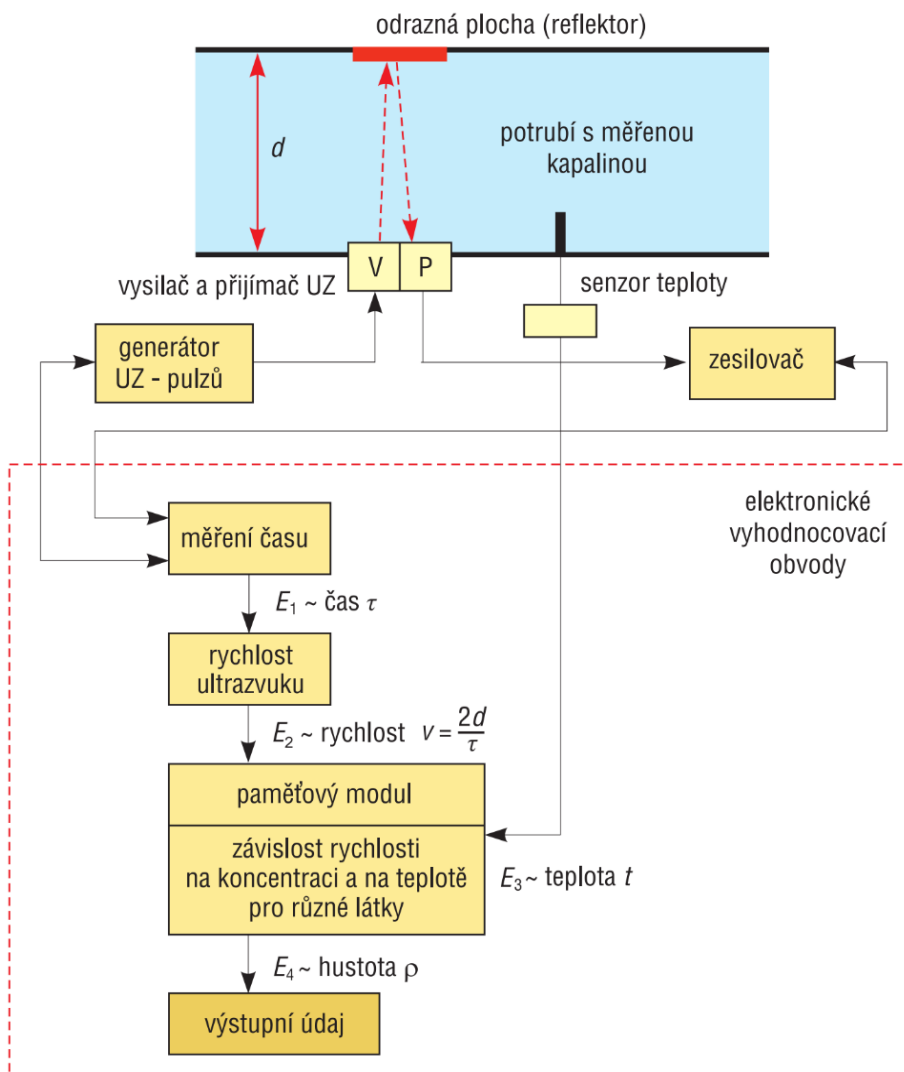 odrazná plocha (reflektor)
d
potrubí s měřenou
kapalinou
V
P
vysilač a přijímač UZ
senzor teploty
generátor
UZ - pulzů
zesilovač
elektronické
vyhodnocovací
obvody
měření času
E₁ ~ čas τ
rychlost
ultrazvuku
E₂ ~ rychlost v = 2d/τ
paměťový modul
závislost rychlosti
na koncentraci a na teplotě
pro různé látky
E₃ ~ teplota t
E₄ ~ hustota ρ
výstupní údaj